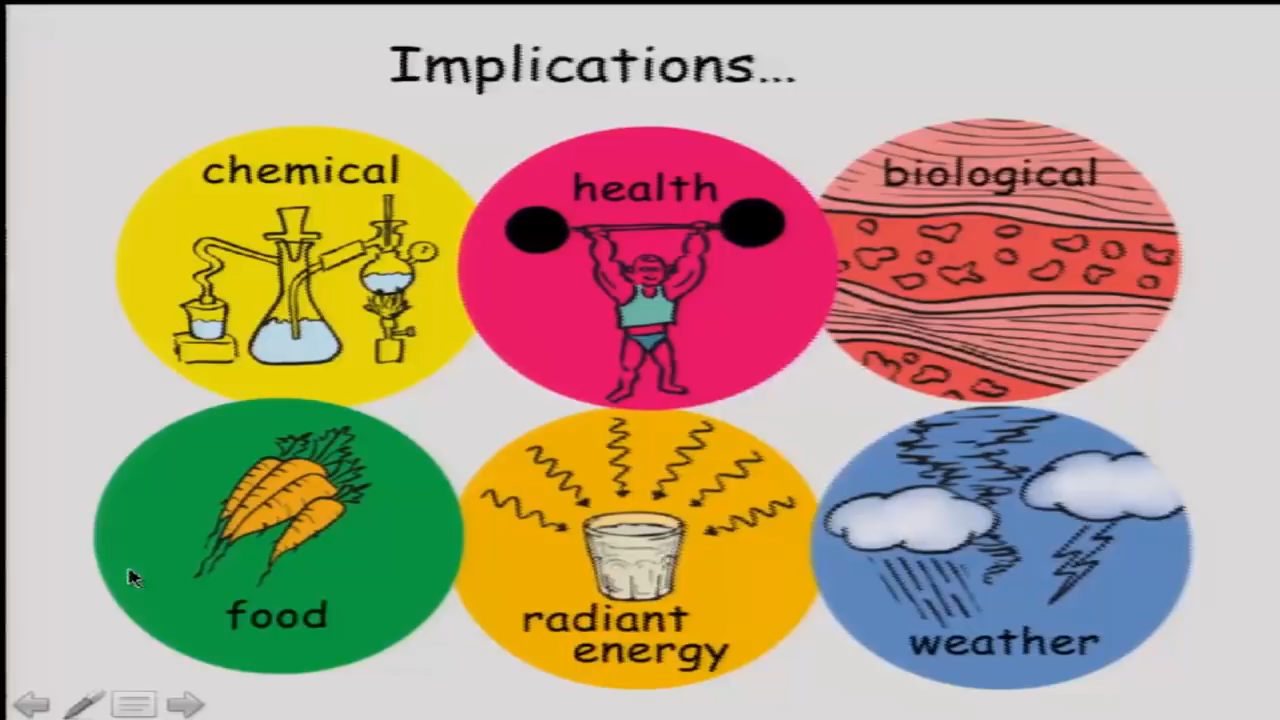 Implications...
chemical
health
biological
food
radiant
energy
weather